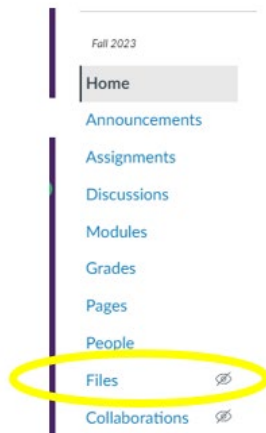 Fall 2023
Home
Announcements
Assignments
Discussions
Modules
Grades
Pages
People
Files
Collaborations